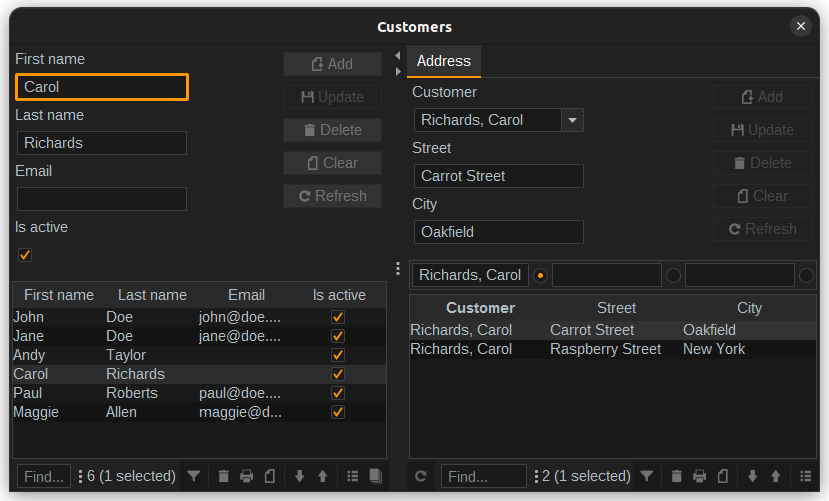 Customers
First name
Carol
Last name
Richards
Email
Is active
Add
Update
Delete
Clear
Refresh
First name Last name Email Is active
John Doe john@doe....
Jane Doe jane@doe....
Andy Taylor
Carol Richards
Paul Roberts paul@doe....
Maggie Allen maggie@d...
Find... 6 (1 selected)
Address
Customer
Richards, Carol
Street
Carrot Street
City
Oakfield
Add
Update
Delete
Clear
Refresh
Richards, Carol
Customer Street City
Richards, Carol Carrot Street Oakfield
Richards, Carol Raspberry Street New York
Find... 2 (1 selected)